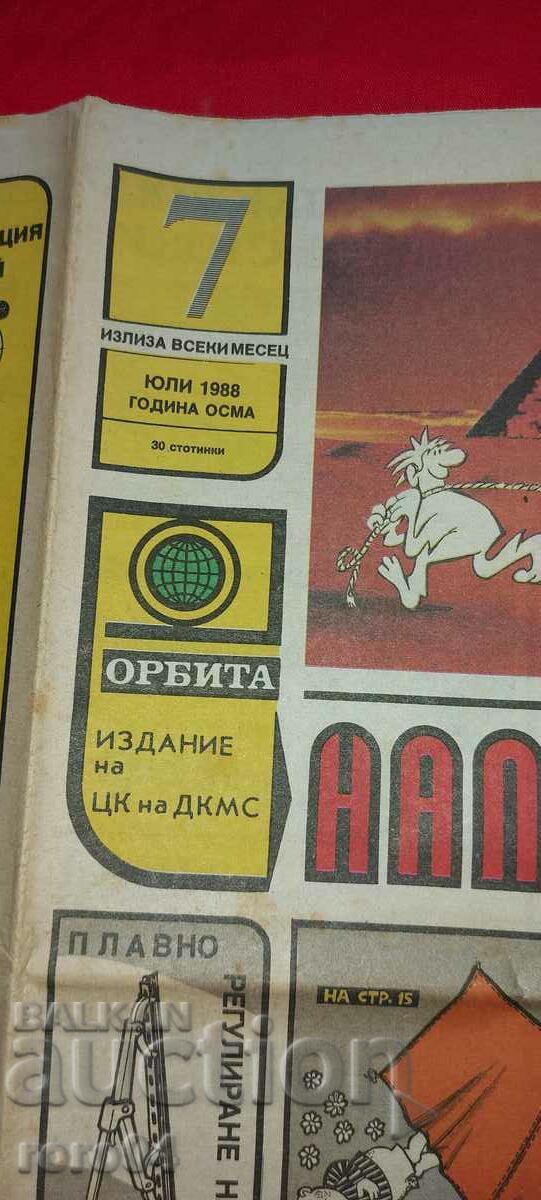 ЦИЯ
7
ИЗЛИЗА ВСЕКИ МЕСЕЦ
ЮЛИ 1988
ГОДИНА ОСМА
30 СТОТИНКИ
ОРБИТА
ИЗДАНИЕ
на
ЦК на ДКМС
НАП
ПЛАВНО
РЕГУЛИРАНЕ Н
НА СТР. 15
BALKAN
auction
roro04